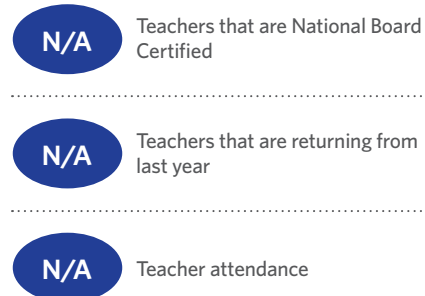 N/A
Teachers that are National Board
Certified
N/A
Teachers that are returning from
last year
N/A
Teacher attendance